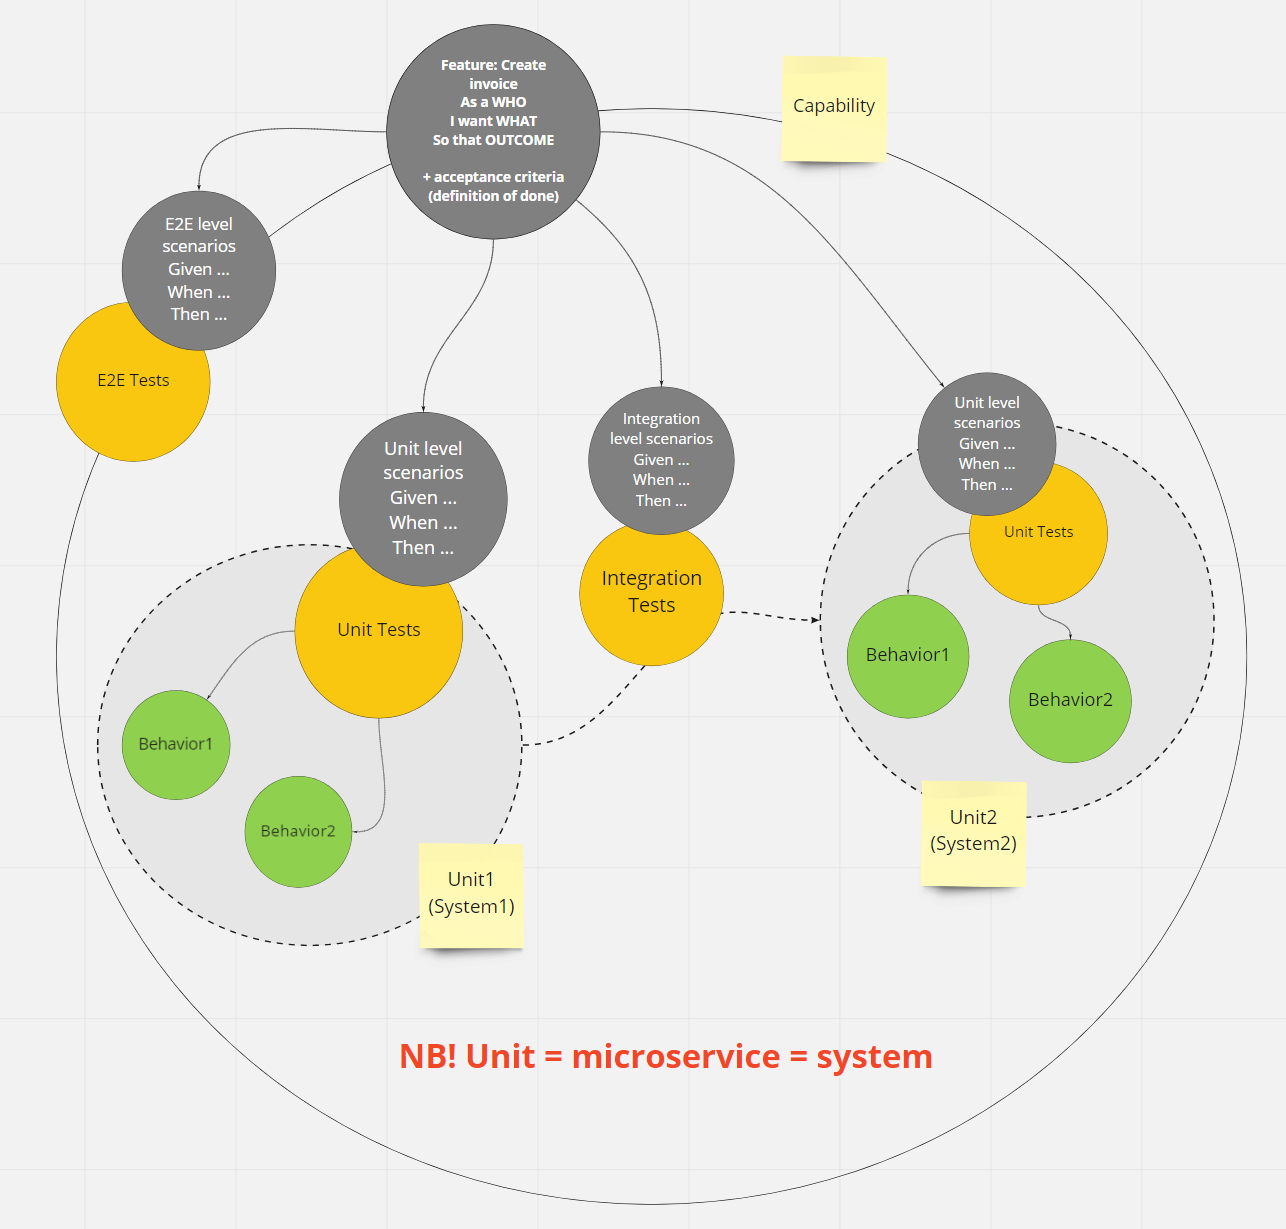 Feature: Create
invoice
As a WHO
I want WHAT
So that OUTCOME
+ acceptance criteria
(definition of done)
Capability
E2E level
scenarios
Given ...
When ...
Then ...
E2E Tests
Unit level
scenarios
Given ...
When ...
Then ...
Unit Tests
Behavior1
Behavior2
Unit1
(System1)
Integration
level scenarios
Given ...
When ...
Then ...
Integration
Tests
Unit level
scenarios
Given ...
When ...
Then ...
Unit Tests
Behavior1
Behavior2
Unit2
(System2)
NB! Unit = microservice = system